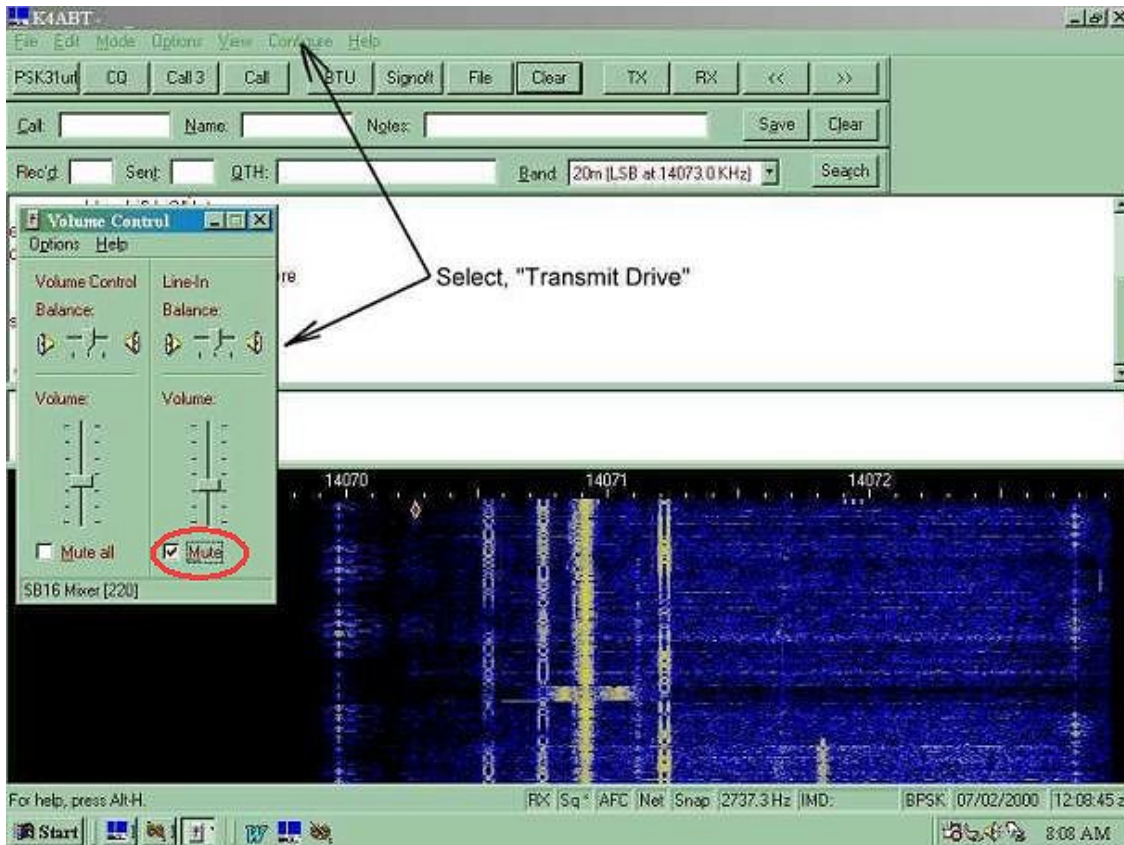 K4ABT -
File Edit Mode Options View Configure Help
CQ Call 3 Call BTU Signoff File Clear TX RX << >>
Call: Name: Notes: Save Clear
Rec'd: Sent: QTH: Band 20m (LSB at 14073.0 KHz) Search
Volume Control
Options Help
Volume Control Line-In
Balance: Balance:
Select, "Transmit Drive"
Volume: Volume:
Mute all Mute
SB16 Mixer [220]
14070 14071 14072
For help, press Alt-H.
RX Sq* AFC Net Snap 2737.3 Hz IMD: BPSK 07/02/2000 12:08:45 z
Start 8:08 AM